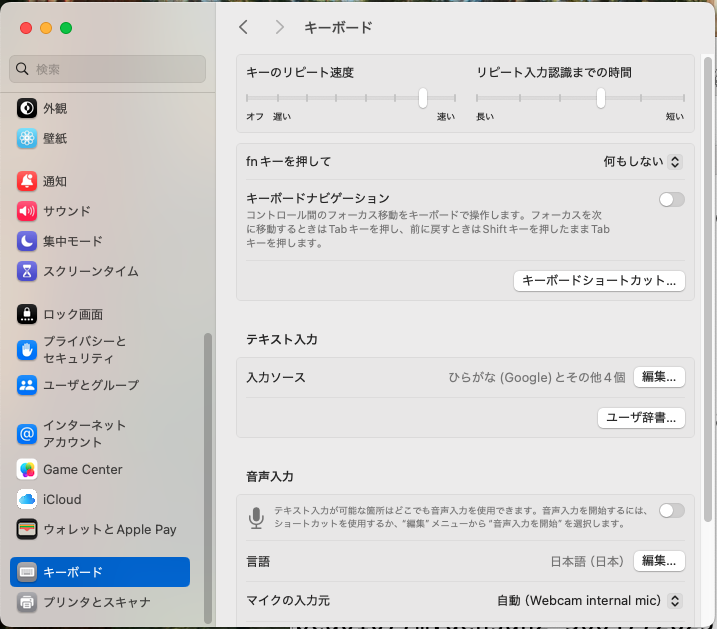 キーボード
検索
外観
壁紙
通知
サウンド
集中モード
スクリーンタイム
ロック画面
プライバシーと
セキュリティ
ユーザとグループ
インターネット
アカウント
Game Center
iCloud
ウォレットとApple Pay
キーボード
プリンタとスキャナ
キーのリピート速度
リピート入力認識までの時間
オフ 遅い 速い
長い 短い
fnキーを押して 何もしない
キーボードナビゲーション
コントロール間のフォーカス移動をキーボードで操作します。フォーカスを次
に移動するときはTabキーを押し、前に戻すときはShiftキーを押したままTab
キーを押します。
キーボードショートカット...
テキスト入力
入力ソース ひらがな (Google)とその他4個 編集...
ユーザ辞書...
音声入力
テキスト入力が可能な箇所はどこでも音声入力を使用できます。音声入力を開始するには、
ショートカットを使用するか、"編集"メニューから"音声入力を開始"を選択します。
言語 日本語（日本） 編集...
マイクの入力元 自動（Webcam internal mic）